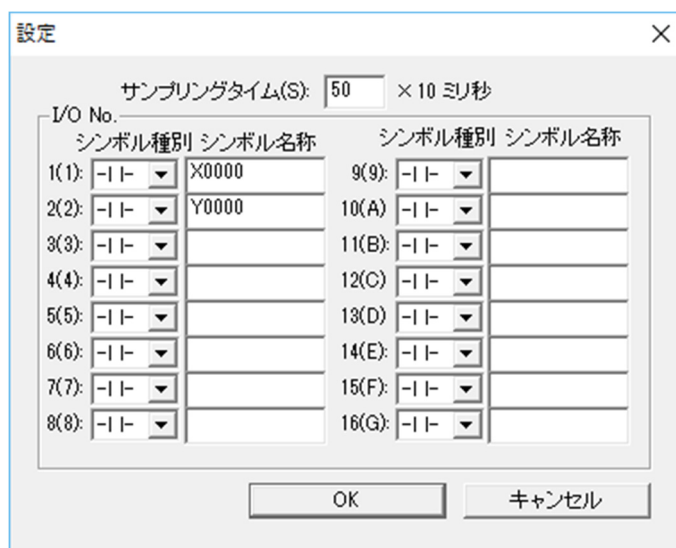 設定
サンプリングタイム(S): 50 ×10 ミリ秒
I/O No.
シンボル種別 シンボル名称
1(1): -| |- X0000
2(2): -| |- Y0000
3(3): -| |-
4(4): -| |-
5(5): -| |-
6(6): -| |-
7(7): -| |-
8(8): -| |-
シンボル種別 シンボル名称
9(9): -| |-
10(A) -| |-
11(B): -| |-
12(C) -| |-
13(D) -| |-
14(E): -| |-
15(F): -| |-
16(G): -| |-
OK キャンセル